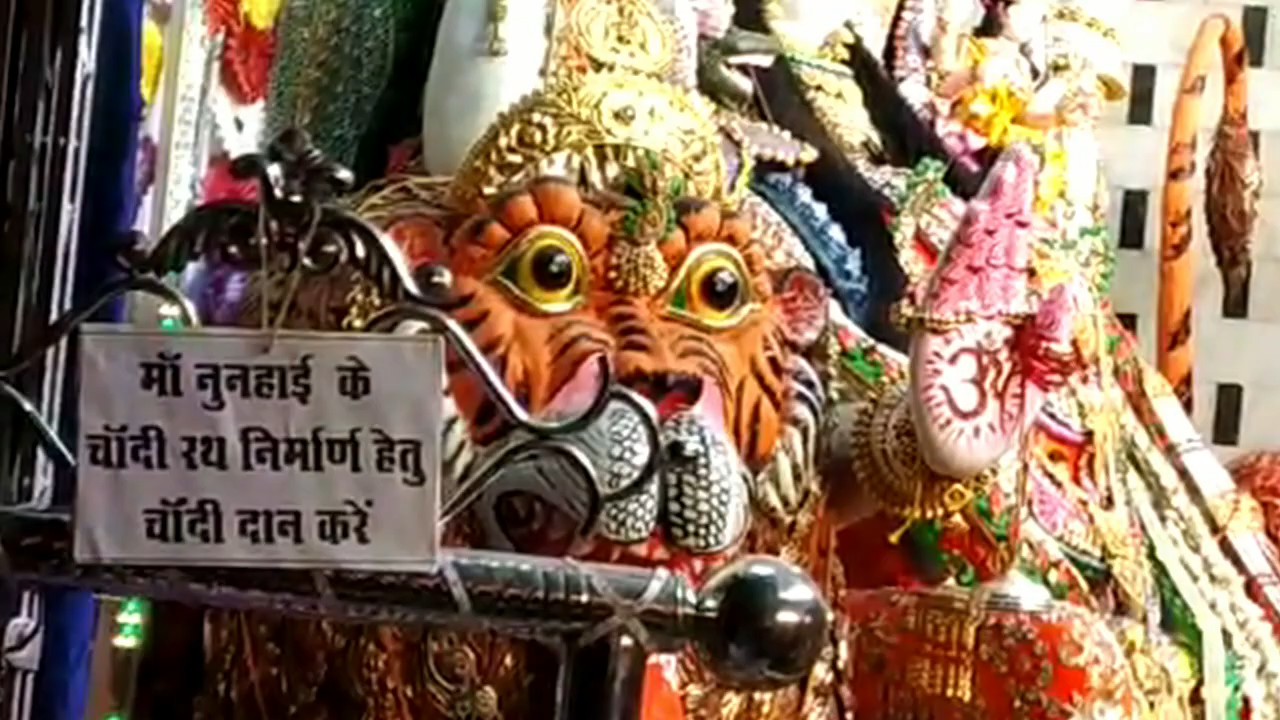 मॉ नुनहाई के
चॉदी रथ निर्मार्ण हेतु
चॉदी दान करें
ॐ